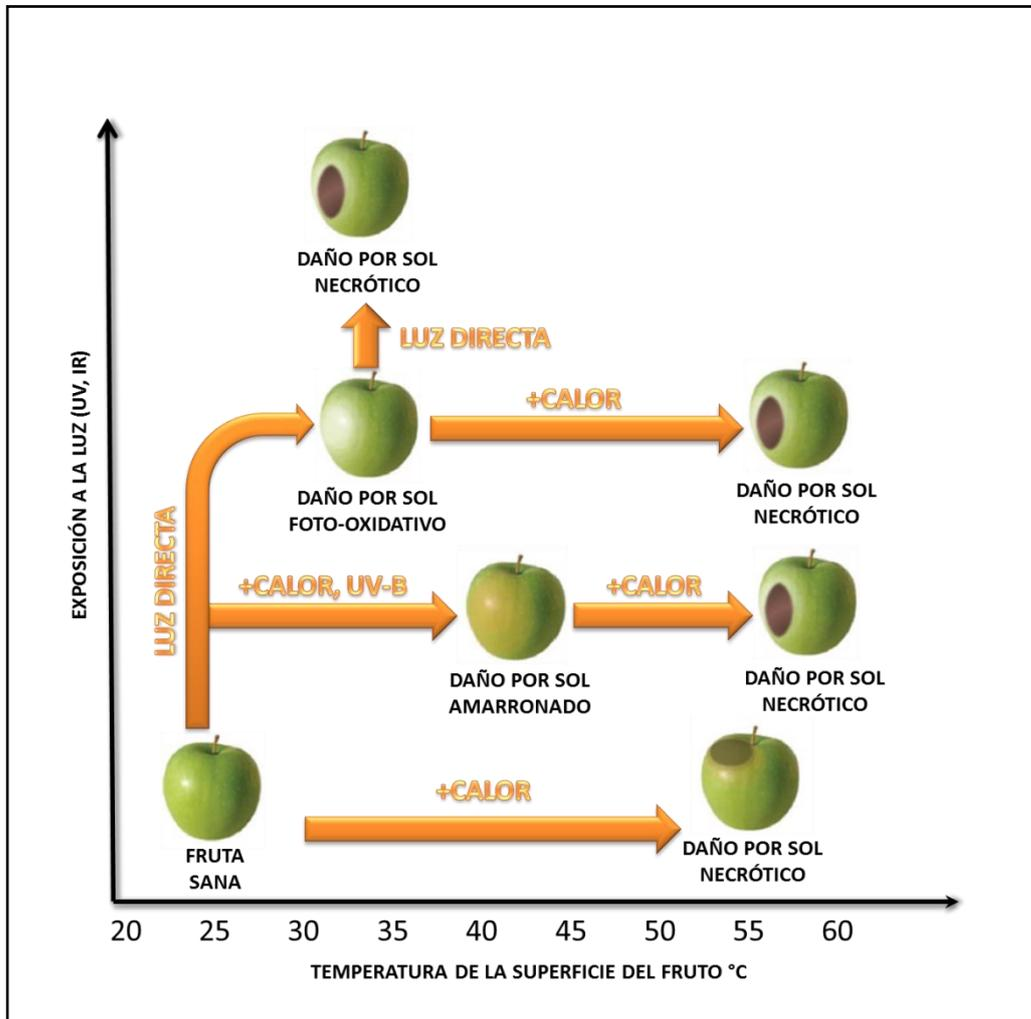 DAÑO POR SOL
NECRÓTICO
LUZ DIRECTA
+CALOR
DAÑO POR SOL
FOTO-OXIDATIVO
DAÑO POR SOL
NECRÓTICO
EXPOSICIÓN A LA LUZ (UV, IR)
LUZ DIRECTA
+CALOR, UV-B
+CALOR
DAÑO POR SOL
AMARRONADO
DAÑO POR SOL
NECRÓTICO
+CALOR
FRUTA
SANA
DAÑO POR SOL
NECRÓTICO
20 25 30 35 40 45 50 55 60
TEMPERATURA DE LA SUPERFICIE DEL FRUTO °C